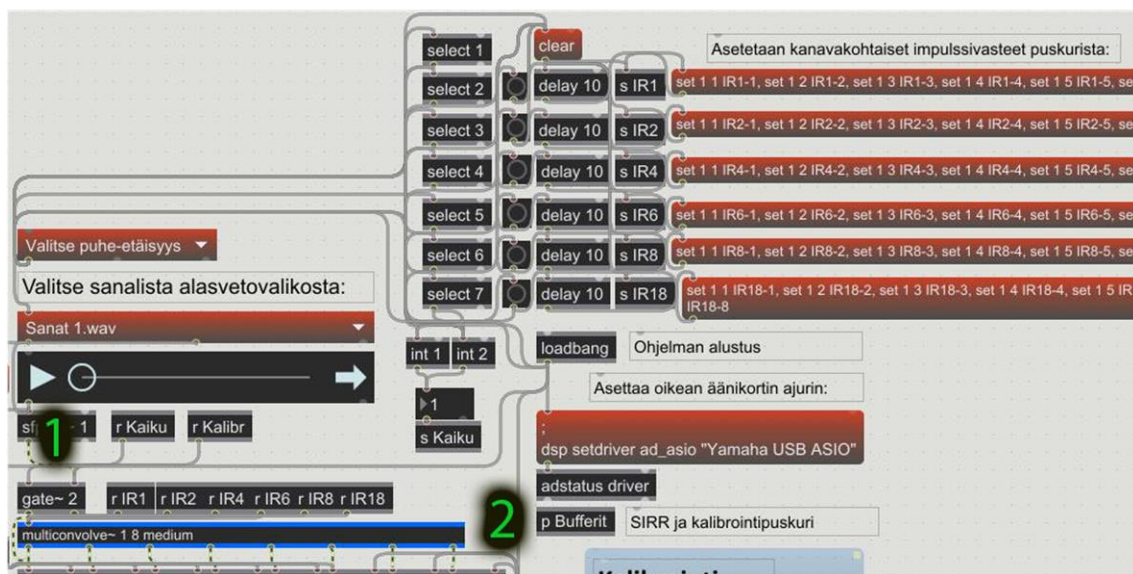 select 1
clear
Asetetaan kanavakohtaiset impulssivasteet puskurista:
select 2
delay 10
s IR1
set 1 1 IR1-1, set 1 2 IR1-2, set 1 3 IR1-3, set 1 4 IR1-4, set 1 5 IR1-5, se
select 3
delay 10
s IR2
set 1 1 IR2-1, set 1 2 IR2-2, set 1 3 IR2-3, set 1 4 IR2-4, set 1 5 IR2-5, se
select 4
delay 10
s IR4
set 1 1 IR4-1, set 1 2 IR4-2, set 1 3 IR4-3, set 1 4 IR4-4, set 1 5 IR4-5, se
select 5
delay 10
s IR6
set 1 1 IR6-1, set 1 2 IR6-2, set 1 3 IR6-3, set 1 4 IR6-4, set 1 5 IR6-5, se
select 6
delay 10
s IR8
set 1 1 IR8-1, set 1 2 IR8-2, set 1 3 IR8-3, set 1 4 IR8-4, set 1 5 IR8-5, se
select 7
delay 10
s IR18
set 1 1 IR18-1, set 1 2 IR18-2, set 1 3 IR18-3, set 1 4 IR18-4, set 1 5 IR
IR18-8
Valitse puhe-etäisyys
Valitse sanalista alasvetovalikosta:
Sanat 1.wav
int 1
int 2
1
s Kaiku
loadbang
Ohjelman alustus
Asettaa oikean äänikortin ajurin:
;
dsp setdriver ad_asio "Yamaha USB ASIO"
adstatus driver
p Bufferit
SIRR ja kalibrointipuskuri
1
1
r Kaiku
r Kalibr
gate~ 2
r IR1
r IR2
r IR4
r IR6
r IR8
r IR18
2
multiconvolve~ 1 8 medium